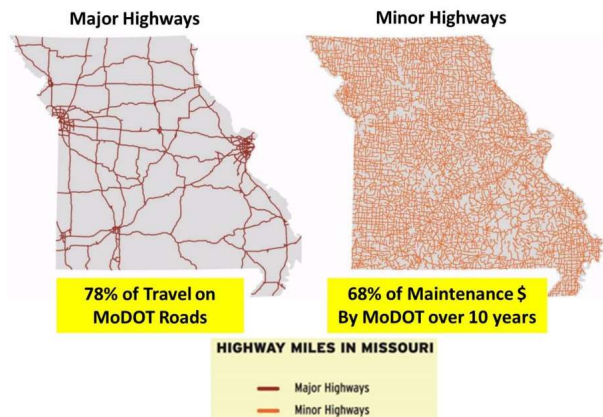 Major Highways
Minor Highways
78% of Travel on
MoDOT Roads
68% of Maintenance $
By MoDOT over 10 years
HIGHWAY MILES IN MISSOURI
Major Highways
Minor Highways